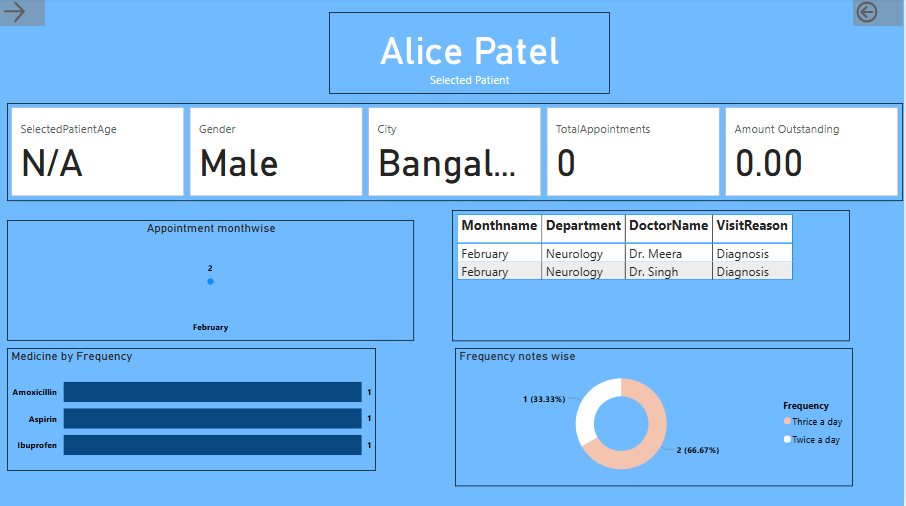 Alice Patel
Selected Patient
SelectedPatientAge
N/A
Gender
Male
City
Bangal...
TotalAppointments
0
Amount Outstanding
0.00
Appointment monthwise
2
February
Monthname Department DoctorName VisitReason
February Neurology Dr. Meera Diagnosis
February Neurology Dr. Singh Diagnosis
Medicine by Frequency
Amoxicillin 1
Aspirin 1
Ibuprofen 1
Frequency notes wise
1 (33.33%)
2 (66.67%)
Frequency
Thrice a day
Twice a day